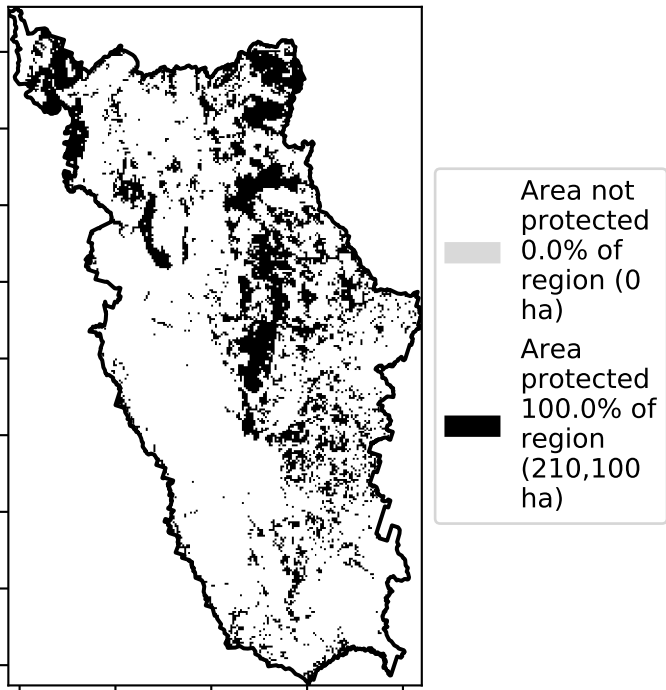 Area not
protected
0.0% of
region (0
ha)
Area
protected
100.0% of
region
(210,100
ha)